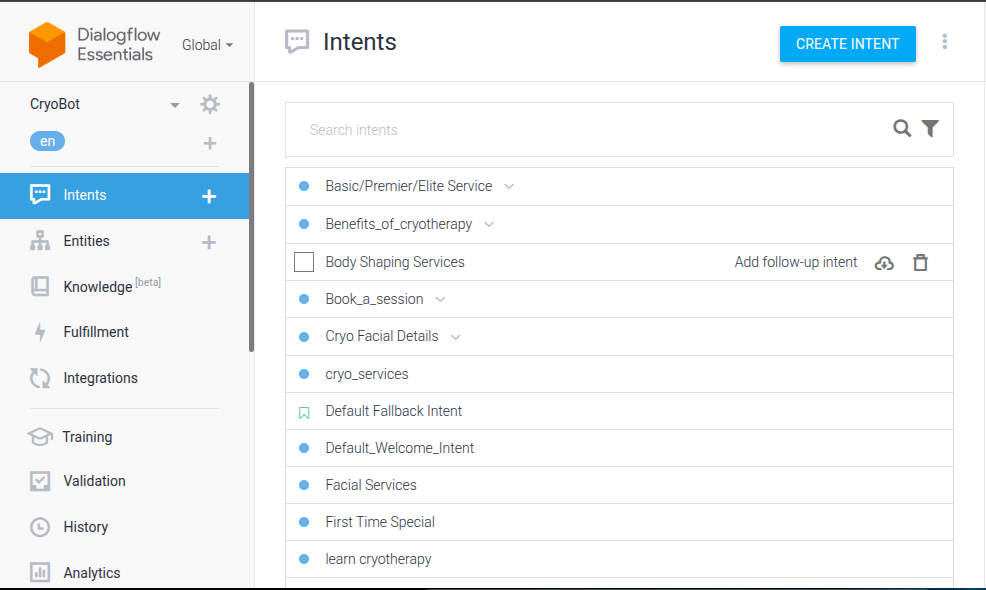 Dialogflow
Essentials
Global
CryoBot
en
Intents
Entities
Knowledge [beta]
Fulfillment
Integrations
Training
Validation
History
Analytics
Intents
CREATE INTENT
Search intents
Basic/Premier/Elite Service
Benefits_of_cryotherapy
Body Shaping Services
Add follow-up intent
Book_a_session
Cryo Facial Details
cryo_services
Default Fallback Intent
Default_Welcome_Intent
Facial Services
First Time Special
learn cryotherapy